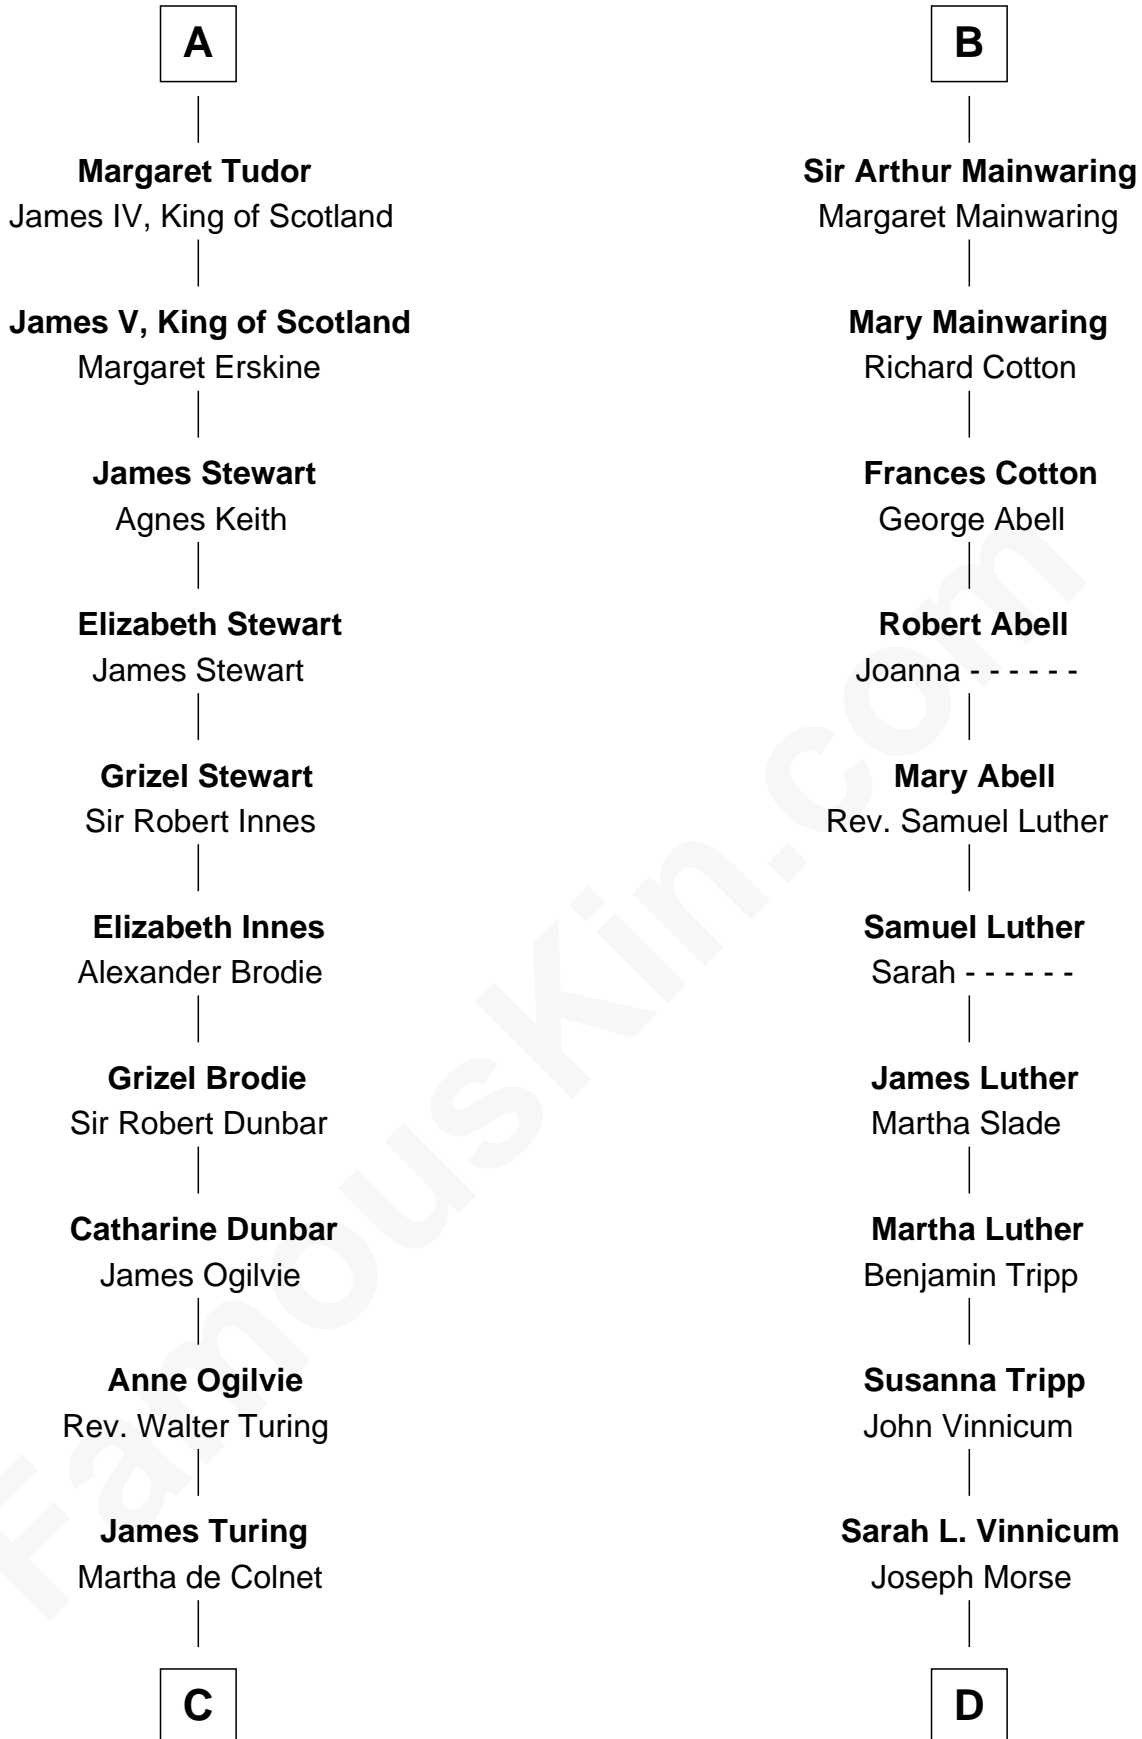 A
Margaret Tudor
James IV, King of Scotland
James V, King of Scotland
Margaret Erskine
James Stewart
Agnes Keith
Elizabeth Stewart
James Stewart
Grizel Stewart
Sir Robert Innes
Elizabeth Innes
Alexander Brodie
Grizel Brodie
Sir Robert Dunbar
Catharine Dunbar
James Ogilvie
Anne Ogilvie
Rev. Walter Turing
James Turing
Martha de Colnet
C
B
Sir Arthur Mainwaring
Margaret Mainwaring
Mary Mainwaring
Richard Cotton
Frances Cotton
George Abell
Robert Abell
Joanna - - - - - -
Mary Abell
Rev. Samuel Luther
Samuel Luther
Sarah - - - - - -
James Luther
Martha Slade
Martha Luther
Benjamin Tripp
Susanna Tripp
John Vinnicum
Sarah L. Vinnicum
Joseph Morse
D
FamousKin.com